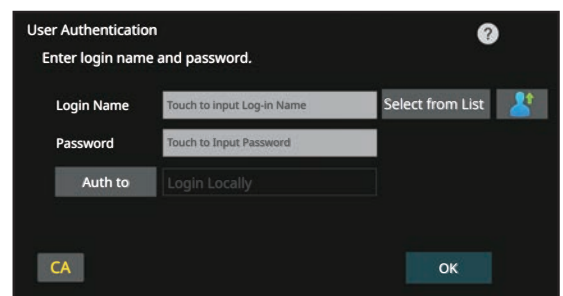 User Authentication
?
Enter login name and password.
Login Name
Touch to input Log-in Name
Select from List
Password
Touch to Input Password
Auth to
Login Locally
CA
OK